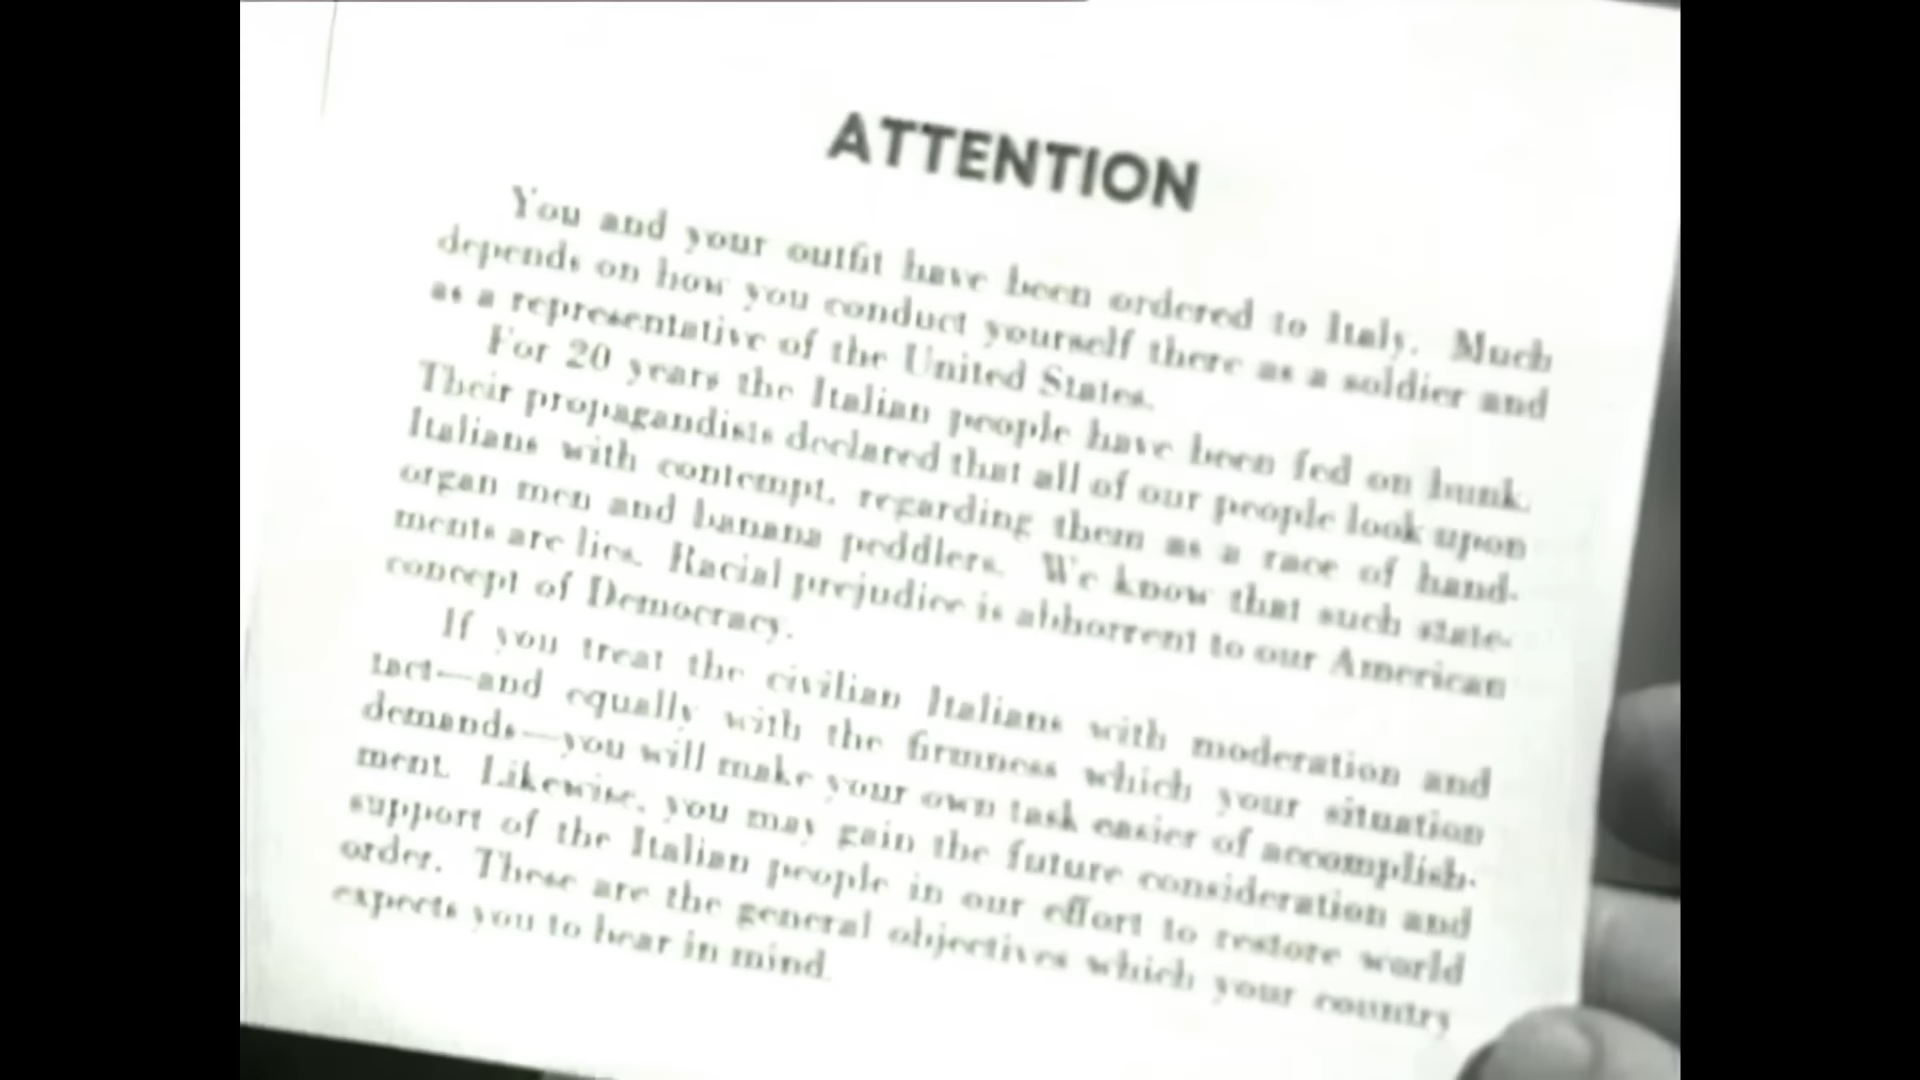 ATTENTION
You and your outfit have been ordered to Italy. Much
depends on how you conduct yourself there as a soldier and
as a representative of the United States.
For 20 years the Italian people have been fed on bunk.
Their propagandists declared that all of our people look upon
Italians with contempt, regarding them as a race of hand-
organ men and banana peddlers. We know that such state-
ments are lies. Racial prejudice is abhorrent to our American
concept of Democracy.
If you treat the civilian Italians with moderation and
tact—and equally with the firmness which your situation
demands—you will make your own task easier of accomplish-
ment. Likewise, you may gain the future consideration and
support of the Italian people in our effort to restore world
order. These are the general objectives which your country
expects you to bear in mind.